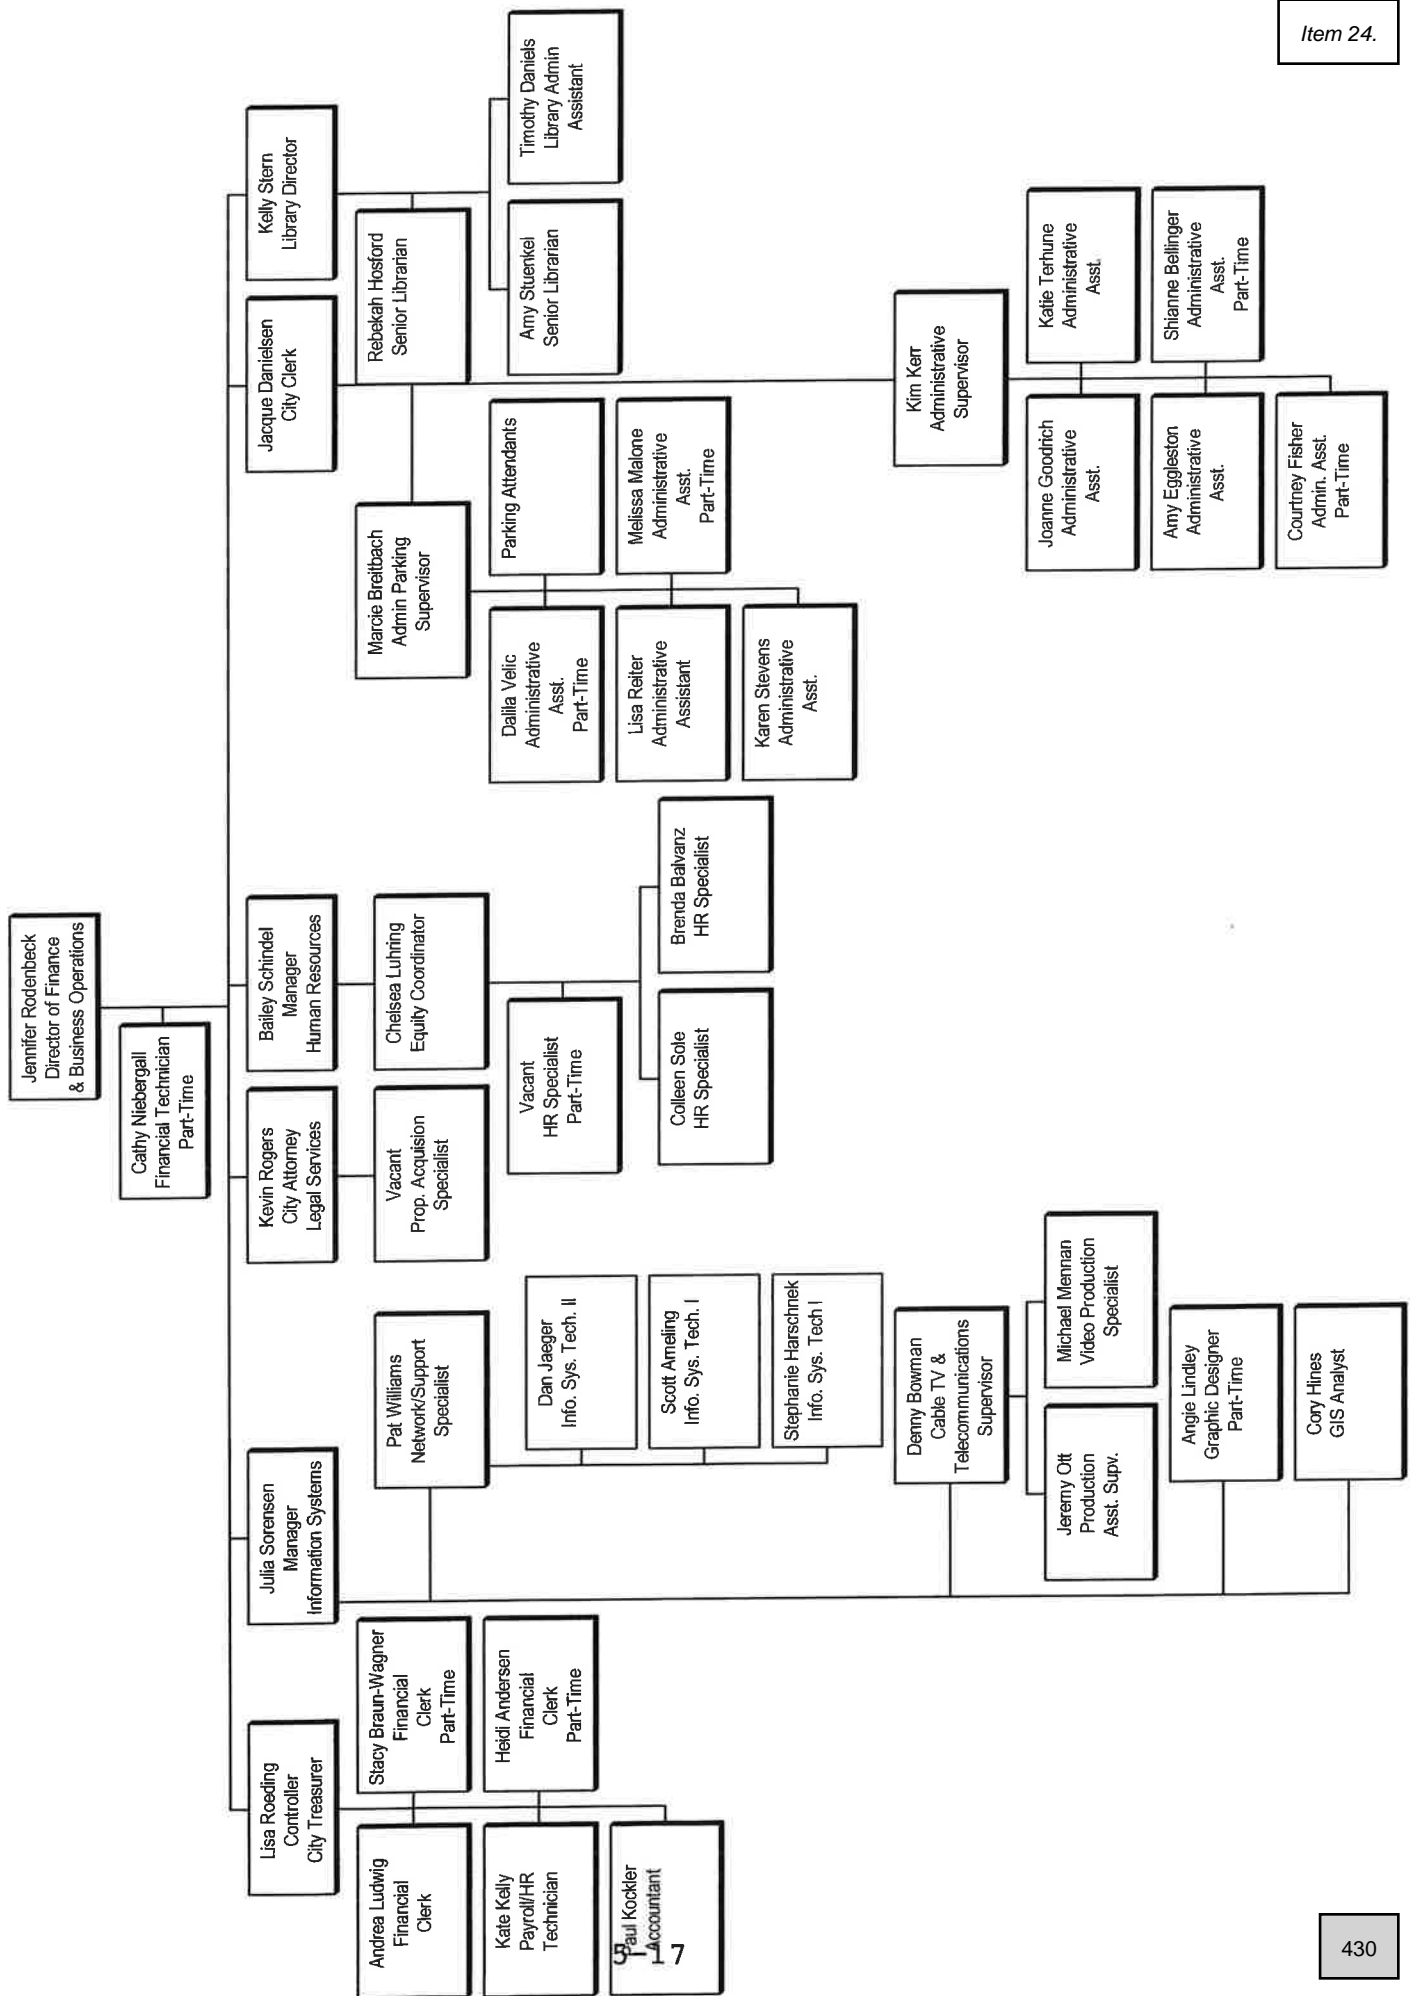 Item 24.
Jennifer Rodenbeck
Director of Finance
& Business Operations
Cathy Niebergall
Financial Technician
Part-Time
Lisa Roeding
Controller
City Treasurer
Julia Sorensen
Manager
Information Systems
Kevin Rogers
City Attorney
Legal Services
Bailey Schindel
Manager
Human Resources
Jacque Danielsen
City Clerk
Kelly Stern
Library Director
Andrea Ludwig
Financial
Clerk
Stacy Braun-Wagner
Financial
Clerk
Part-Time
Kate Kelly
Payroll/HR
Technician
Heidi Andersen
Financial
Clerk
Part-Time
Paul Kockler
Accountant
Pat Williams
Network/Support
Specialist
Dan Jaeger
Info. Sys. Tech. II
Scott Ameling
Info. Sys. Tech. I
Stephanie Harschnek
Info. Sys. Tech I
Denny Bowman
Cable TV &
Telecommunications
Supervisor
Jeremy Ott
Production
Asst. Supv.
Michael Mennan
Video Production
Specialist
Angie Lindley
Graphic Designer
Part-Time
Cory Hines
GIS Analyst
Vacant
Prop. Acquision
Specialist
Chelsea Luhring
Equity Coordinator
Vacant
HR Specialist
Part-Time
Colleen Sole
HR Specialist
Brenda Balvanz
HR Specialist
Marcie Breitbach
Admin Parking
Supervisor
Dalila Velic
Administrative
Asst.
Part-Time
Parking Attendants
Lisa Reiter
Administrative
Assistant
Melissa Malone
Administrative
Asst.
Part-Time
Karen Stevens
Administrative
Asst.
Kim Kerr
Administrative
Supervisor
Joanne Goodrich
Administrative
Asst.
Katie Terhune
Administrative
Asst.
Amy Eggleston
Administrative
Asst.
Shianne Bellinger
Administrative
Asst.
Part-Time
Courtney Fisher
Admin. Asst.
Part-Time
Rebekah Hosford
Senior Librarian
Amy Stuenkel
Senior Librarian
Timothy Daniels
Library Admin
Assistant
5-17
430